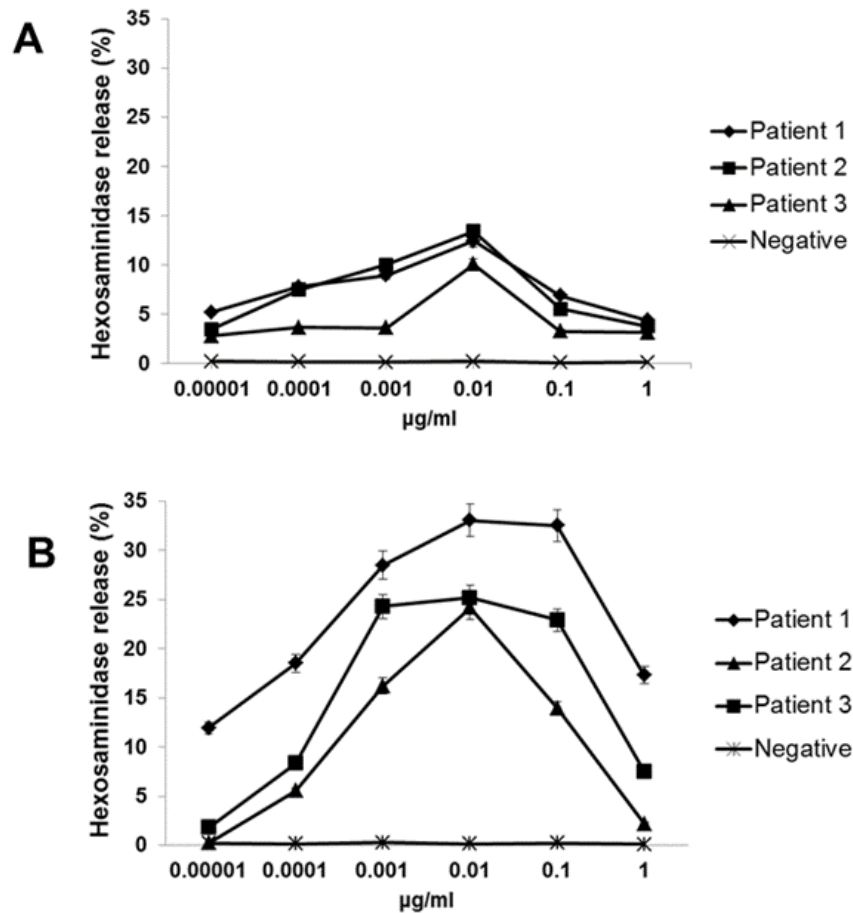 A
Hexosaminidase release (%)
35
30
25
20
15
10
5
0
0.00001 0.0001 0.001 0.01 0.1 1
µg/ml
Patient 1
Patient 2
Patient 3
Negative
B
Hexosaminidase release (%)
35
30
25
20
15
10
5
0
0.00001 0.0001 0.001 0.01 0.1 1
µg/ml
Patient 1
Patient 2
Patient 3
Negative